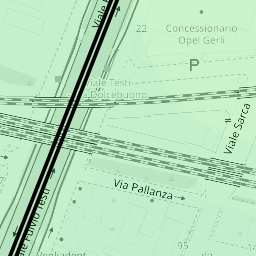 Viale F
22
Concessionario
Opel Gerli
P
Viale Testi
Dolcebuono
Viale Sarca
Via Pallanza
Viale Fulvio Testi
95